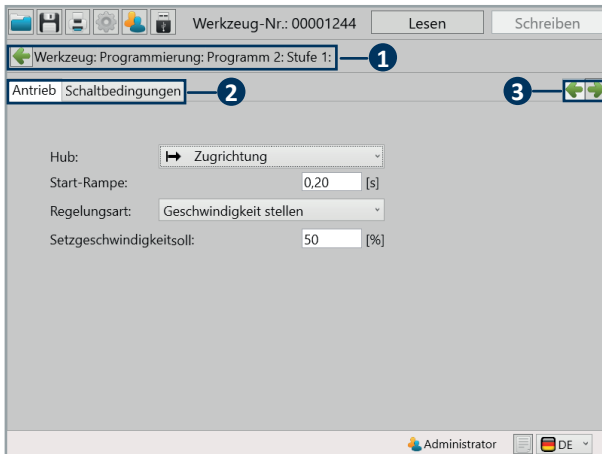 Werkzeug-Nr.: 00001244 Lesen Schreiben
Werkzeug: Programmierung: Programm 2: Stufe 1: 1
Antrieb Schaltbedingungen 2 3
Hub: Zugrichtung
Start-Rampe: 0,20 [s]
Regelungsart: Geschwindigkeit stellen
Setzgeschwindigkeitsoll: 50 [%]
Administrator DE